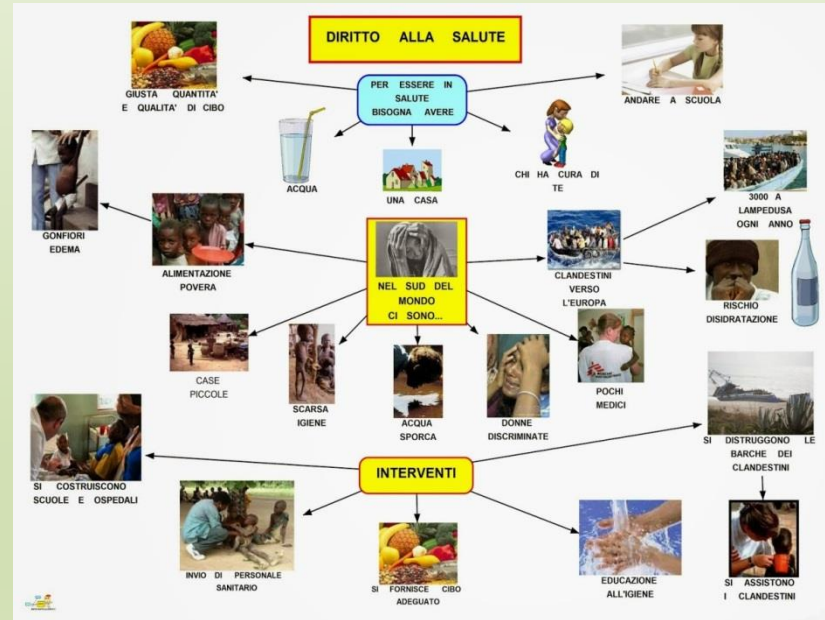 DIRITTO ALLA SALUTE
PER ESSERE IN
SALUTE
BISOGNA AVERE
GIUSTA QUANTITA'
E QUALITA' DI CIBO
ACQUA
UNA CASA
CHI HA CURA DI
TE
ANDARE A SCUOLA
NEL SUD DEL
MONDO
CI SONO...
ALIMENTAZIONE
POVERA
GONFIORI
EDEMA
CASE
PICCOLE
SCARSA
IGIENE
ACQUA
SPORCA
DONNE
DISCRIMINATE
POCHI
MEDICI
CLANDESTINI
VERSO
L'EUROPA
3000 A
LAMPEDUSA
OGNI ANNO
RISCHIO
DISIDRATAZIONE
INTERVENTI
SI COSTRUISCONO
SCUOLE E OSPEDALI
INVIO DI PERSONALE
SANITARIO
SI FORNISCE CIBO
ADEGUATO
EDUCAZIONE
ALL'IGIENE
SI DISTRUGGONO LE
BARCHE DEI
CLANDESTINI
SI ASSISTONO
I CLANDESTINI